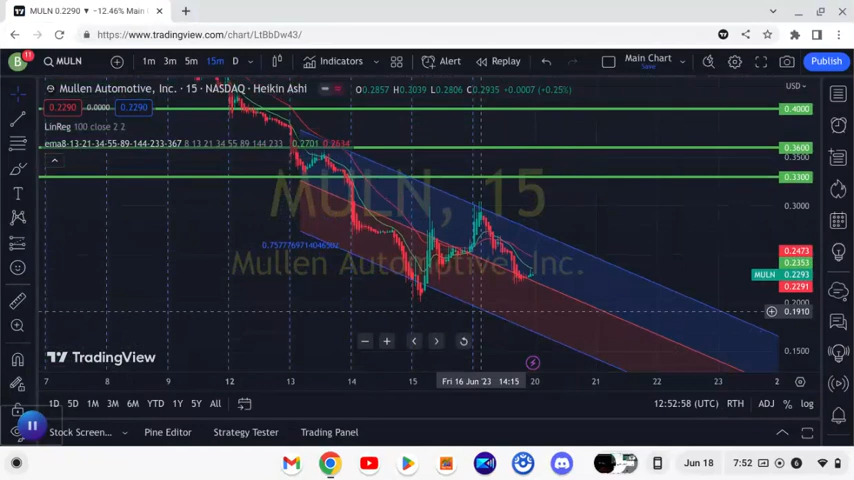 MULN 0.2290 ▼ −12.46% Main
https://www.tradingview.com/chart/LtBbDw43/
B 11 MULN 1m 3m 5m 15m D Indicators Alert Replay Main Chart Save Publish
Mullen Automotive, Inc. · 15 · NASDAQ · Heikin Ashi O0.2857 H0.3039 L0.2806 C0.2935 +0.0007 (+0.25%) USD
0.2290 0.0000 0.2290
0.4000
LinReg 100 close 2 2
ema8-13-21-34-55-89-144-233-367 8 13 21 34 55 89 144 233 0.2701 0.2634
0.3600
0.3500
0.3300
MULN, 15
0.3000
0.7577769714046502
Mullen Automotive, Inc.
0.2473
0.2353
MULN 0.2293
0.2291
0.2000
0.1910
TradingView
0.1500
7 8 9 12 13 14 15 Fri 16 Jun '23 14:15 20 21 22 23 2
1D 5D 1M 3M 6M YTD 1Y 5Y All 12:52:58 (UTC) RTH ADJ % log
Stock Screen... Pine Editor Strategy Tester Trading Panel
Jun 18 6 7:52